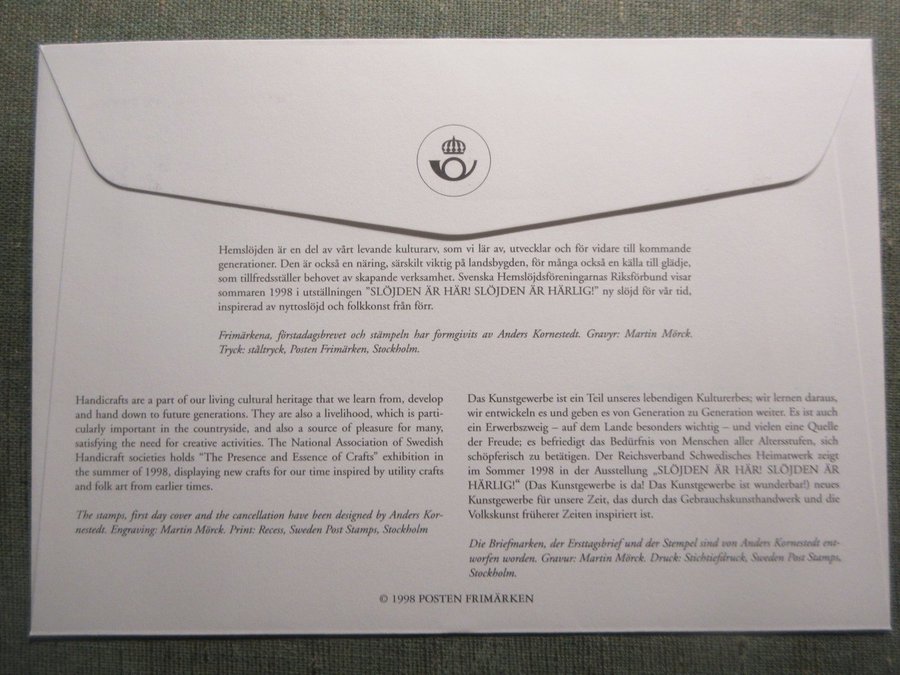 Hemslöjden är en del av vårt levande kulturarv, som vi lär av, utvecklar och för vidare till kommande
generationer. Den är också en näring, särskilt viktig på landsbygden, för många också en källa till glädje,
som tillfredsställer behovet av skapande verksamhet. Svenska Hemslöjdsföreningarnas Riksförbund visar
sommaren 1998 i utställningen "SLÖJDEN ÄR HÄR! SLÖJDEN ÄR HÄRLIG!" ny slöjd för vår tid,
inspirerad av nyttoslöjd och folkkonst från förr.
Frimärkena, förstadagsbrevet och stämpeln har formgivits av Anders Kornestedt. Gravyr: Martin Mörck.
Tryck: ståltryck, Posten Frimärken, Stockholm.
Handicrafts are a part of our living cultural heritage that we learn from, develop
and hand down to future generations. They are also a livelihood, which is parti-
cularly important in the countryside, and also a source of pleasure for many,
satisfying the need for creative activities. The National Association of Swedish
Handicraft societies holds "The Presence and Essence of Crafts" exhibition in
the summer of 1998, displaying new crafts for our time inspired by utility crafts
and folk art from earlier times.
The stamps, first day cover and the cancellation have been designed by Anders Kor-
nestedt. Engraving: Martin Mörck. Print: Recess, Sweden Post Stamps, Stockholm
Das Kunstgewerbe ist ein Teil unseres lebendigen Kulturerbes; wir lernen daraus,
wir entwickeln es und geben es von Generation zu Generation weiter. Es ist auch
ein Erwerbszweig – auf dem Lande besonders wichtig – und vielen eine Quelle
der Freude; es befriedigt das Bedürfnis von Menschen aller Altersstufen, sich
schöpferisch zu betätigen. Der Reichsverband Schwedisches Heimatwerk zeigt
im Sommer 1998 in der Ausstellung „SLÖJDEN ÄR HÄR! SLÖJDEN ÄR
HÄRLIG!“ (Das Kunstgewerbe ist da! Das Kunstgewerbe ist wunderbar!) neues
Kunstgewerbe für unsere Zeit, das durch das Gebrauchskunsthandwerk und die
Volkskunst früherer Zeiten inspiriert ist.
Die Briefmarken, der Ersttagsbrief und der Stempel sind von Anders Kornestedt ent-
worfen worden. Gravur: Martin Mörck. Druck: Stichtiefdruck, Sweden Post Stamps,
Stockholm.
© 1998 POSTEN FRIMÄRKEN